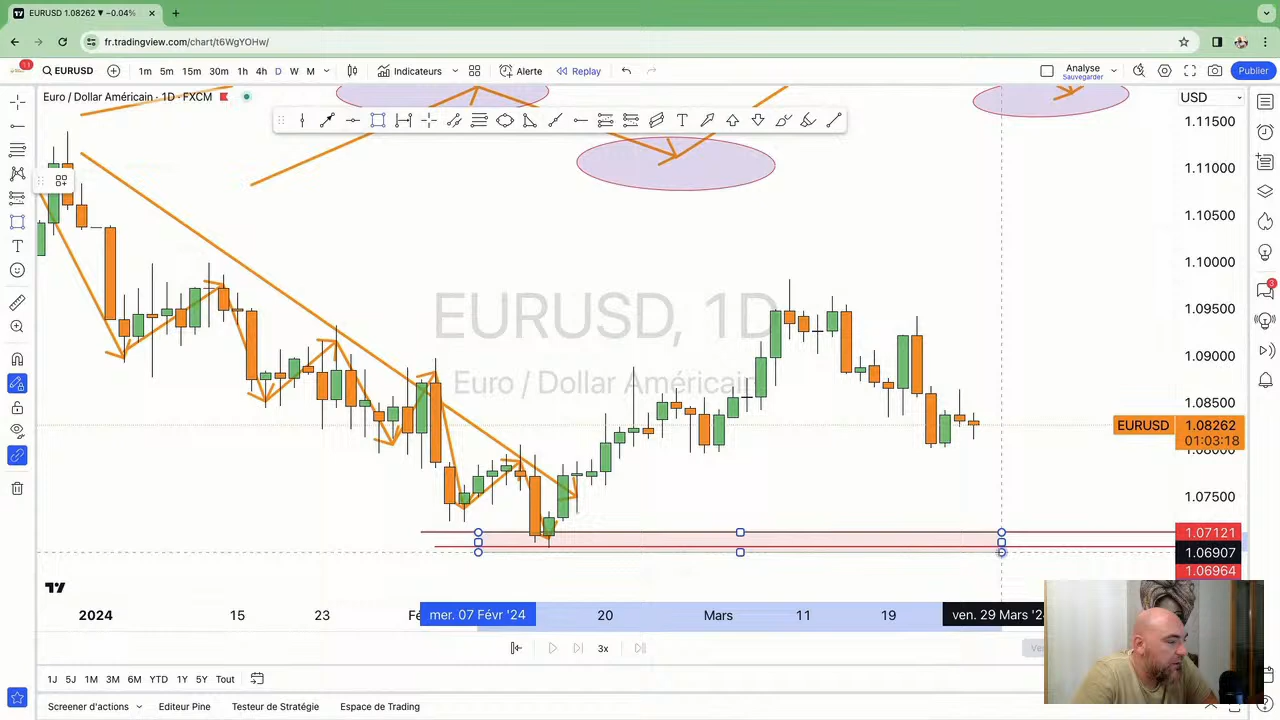 EURUSD 1.08262 ▼ −0.04%
fr.tradingview.com/chart/t6WgYOHw/
11
EURUSD
1m 5m 15m 30m 1h 4h D W M
Indicateurs
Alerte
Replay
Analyse
Sauvegarder
Publier
Euro / Dollar Américain · 1D · FXCM
USD
1.11500
1.11000
1.10500
1.10000
1.09500
1.09000
1.08500
EURUSD 1.08262
01:03:18
1.08000
1.07500
1.07121
1.06907
1.06964
3
EURUSD, 1D
Euro / Dollar Américain
2024 15 23 mer. 07 Févr '24 20 Mars 11 19 ven. 29 Mars '24
3x
1J 5J 1M 3M 6M YTD 1Y 5Y Tout
Screener d'actions Editeur Pine Testeur de Stratégie Espace de Trading